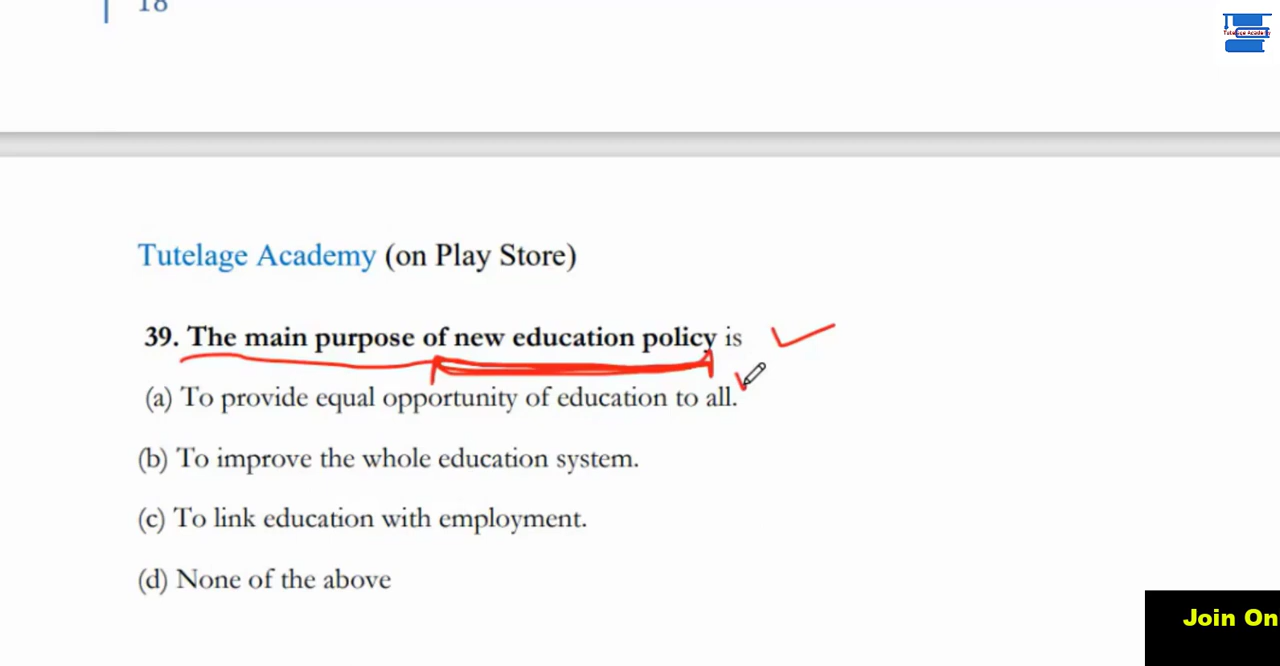 18
Tutelage Academy
Tutelage Academy (on Play Store)
39. The main purpose of new education policy is
(a) To provide equal opportunity of education to all.
(b) To improve the whole education system.
(c) To link education with employment.
(d) None of the above
Join On